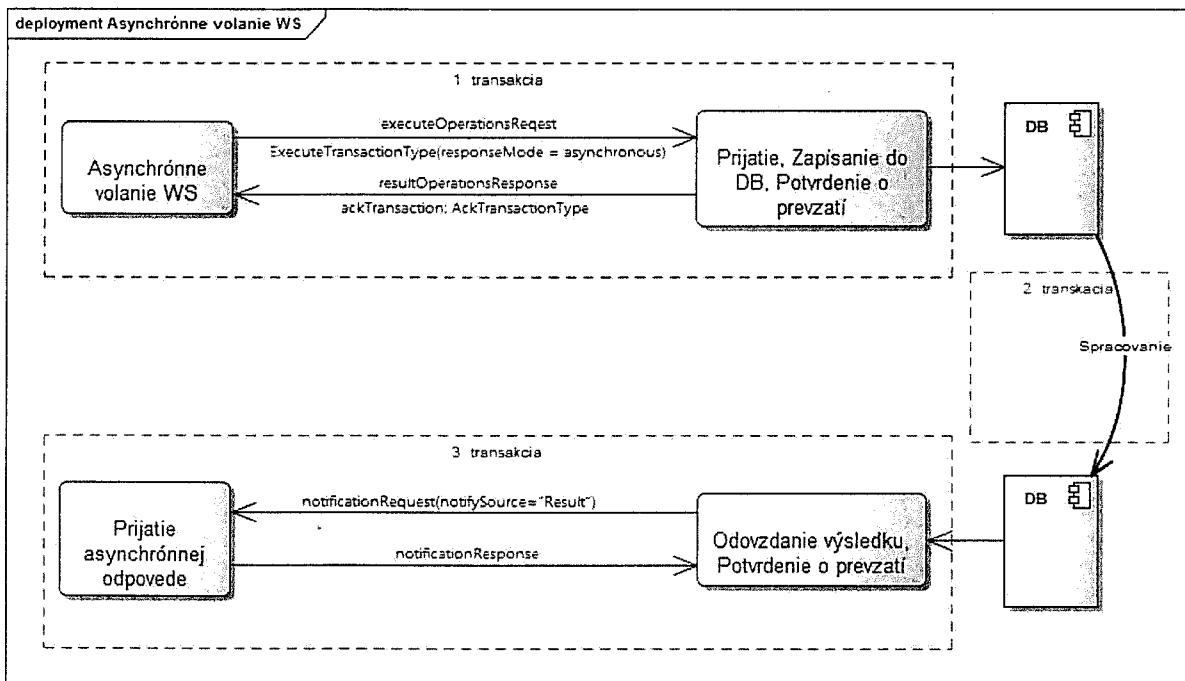 deployment Asynchrónne volanie WS
1 transakcia
executeOperationsReqest
ExecuteTransactionType(responseMode = asynchronous)
resultOperationsResponse
ackTransaction: AckTransactionType
Asynchrónne
volanie WS
Prijatie, Zapísanie do
DB, Potvrdenie o
prevzatí
DB
2 transkacia
Spracovanie
3 transakcia
notificationRequest(notifySource="Result")
notificationResponse
Prijatie
asynchrónnej
odpovede
Odovzdanie výsledku,
Potvrdenie o prevzatí
DB